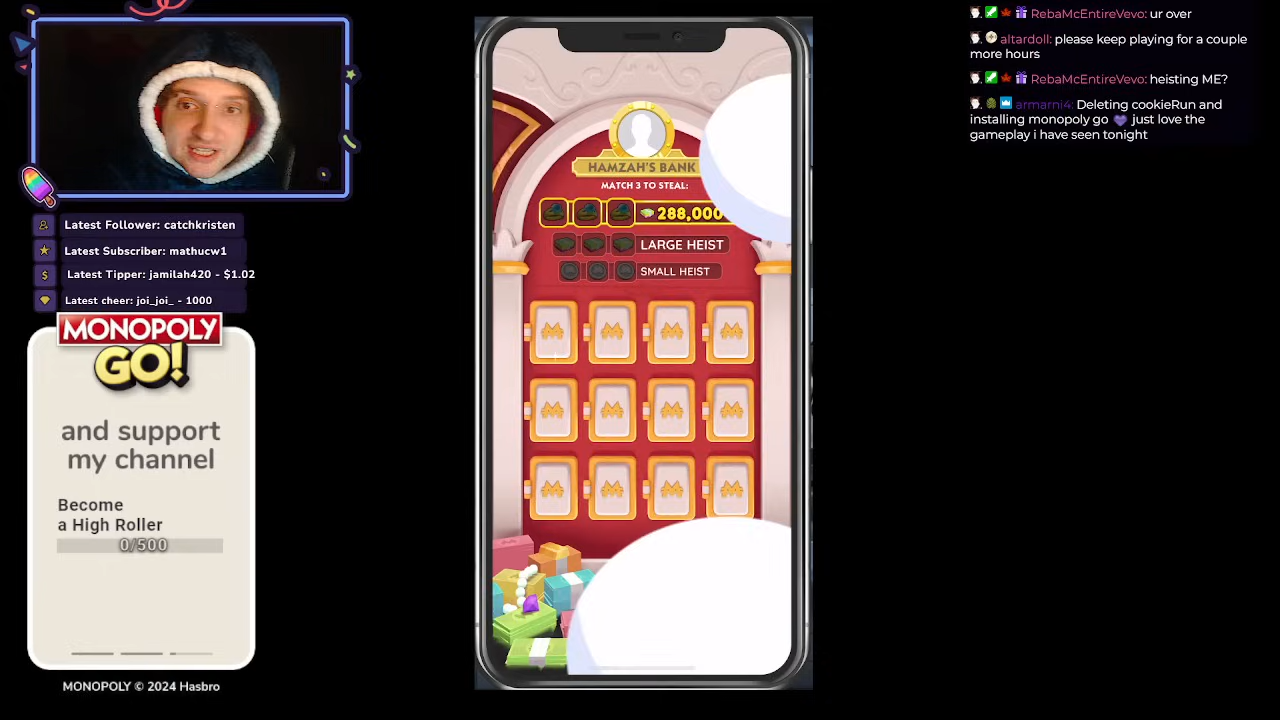 Latest Follower: catchkristen
Latest Subscriber: mathucw1
Latest Tipper: jamilah420 - $1.02
Latest cheer: joi_joi_ - 1000
MONOPOLY
GO!
and support
my channel
Become
a High Roller
0/500
MONOPOLY © 2024 Hasbro
HAMZAH'S BANK
MATCH 3 TO STEAL:
288,000
LARGE HEIST
SMALL HEIST
RebaMcEntireVevo: ur over
altardoll: please keep playing for a couple
more hours
RebaMcEntireVevo: heisting ME?
armarni4: Deleting cookieRun and
installing monopoly go 💜 just love the
gameplay i have seen tonight